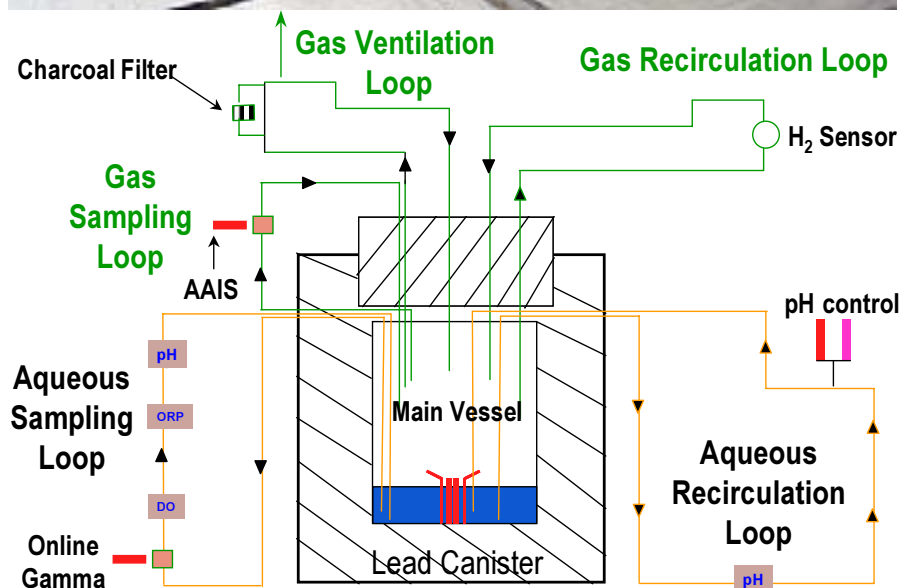 Gas Ventilation
Loop
Charcoal Filter
Gas Recirculation Loop
H₂ Sensor
Gas
Sampling
Loop
AAIS
pH control
pH
Aqueous
Sampling
Loop
ORP
Main Vessel
Aqueous
Recirculation
Loop
DO
Online
Gamma
Lead Canister
pH